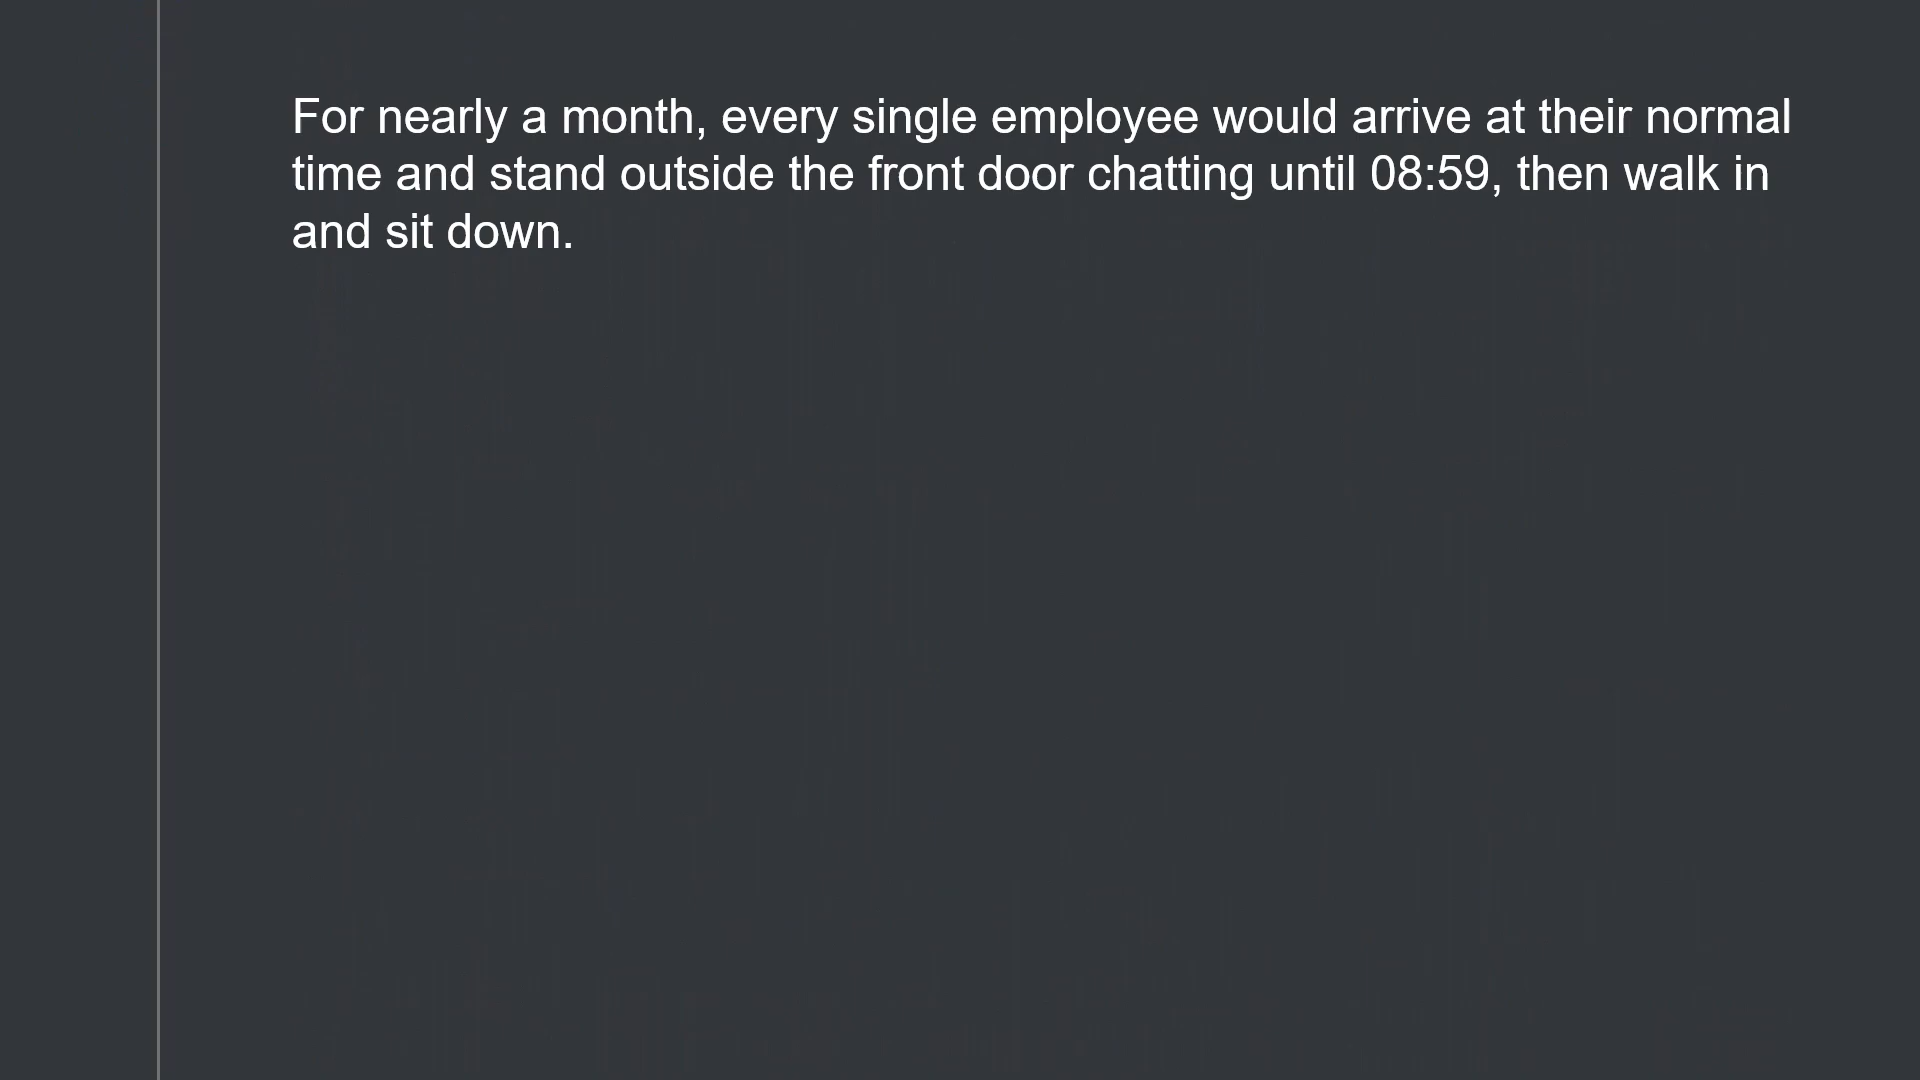 For nearly a month, every single employee would arrive at their normal
time and stand outside the front door chatting until 08:59, then walk in
and sit down.